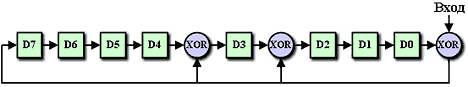 Вход
D7 D6 D5 D4 XOR D3 XOR D2 D1 D0 XOR